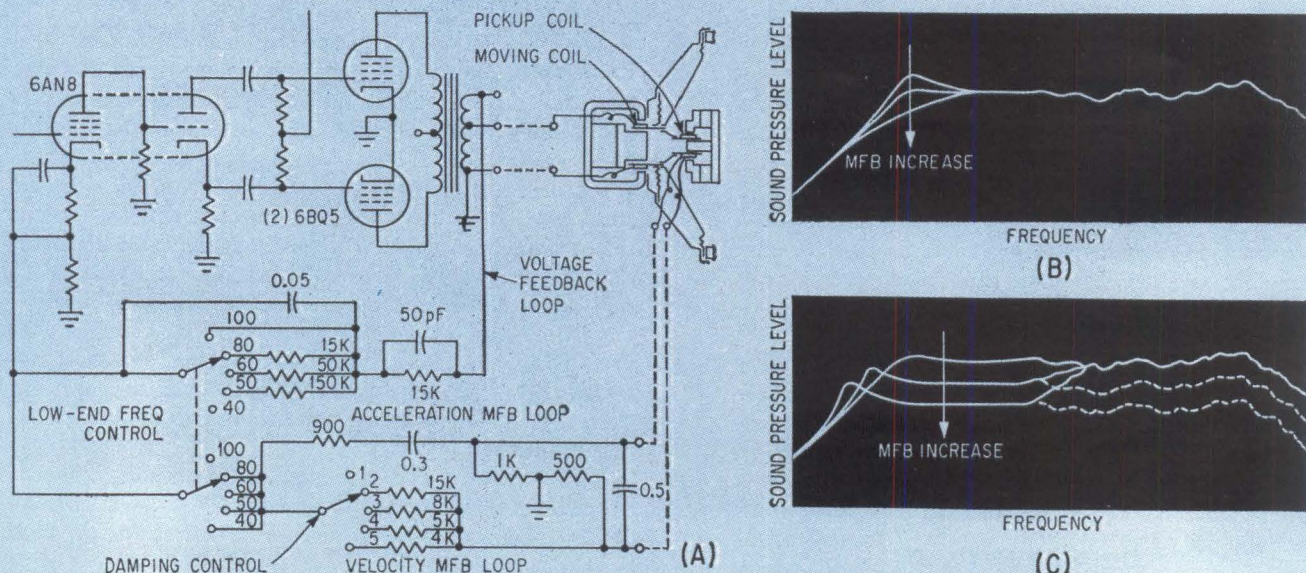 6AN8
PICKUP COIL
MOVING COIL
(2) 6BQ5
VOLTAGE
FEEDBACK
LOOP
0.05
50pF
100
80
60
50
40
15K
50K
150K
15K
LOW-END FREQ
CONTROL
ACCELERATION MFB LOOP
900
0.3
1K
500
0.5
100
80
60
50
40
1
2
3
4
5
15K
8K
5K
4K
DAMPING CONTROL
VELOCITY MFB LOOP
(A)
SOUND PRESSURE LEVEL
MFB INCREASE
FREQUENCY
(B)
SOUND PRESSURE LEVEL
MFB INCREASE
FREQUENCY
(C)